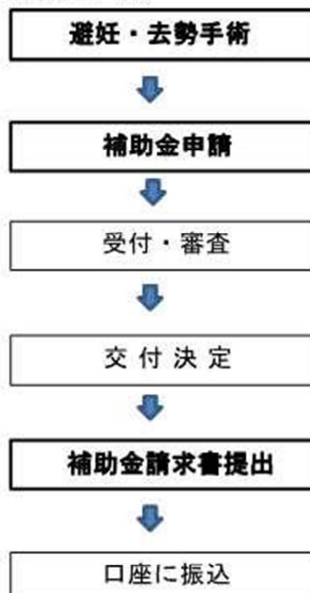 避妊・去勢手術
補助金申請
受付・審査
交付決定
補助金請求書提出
口座に振込